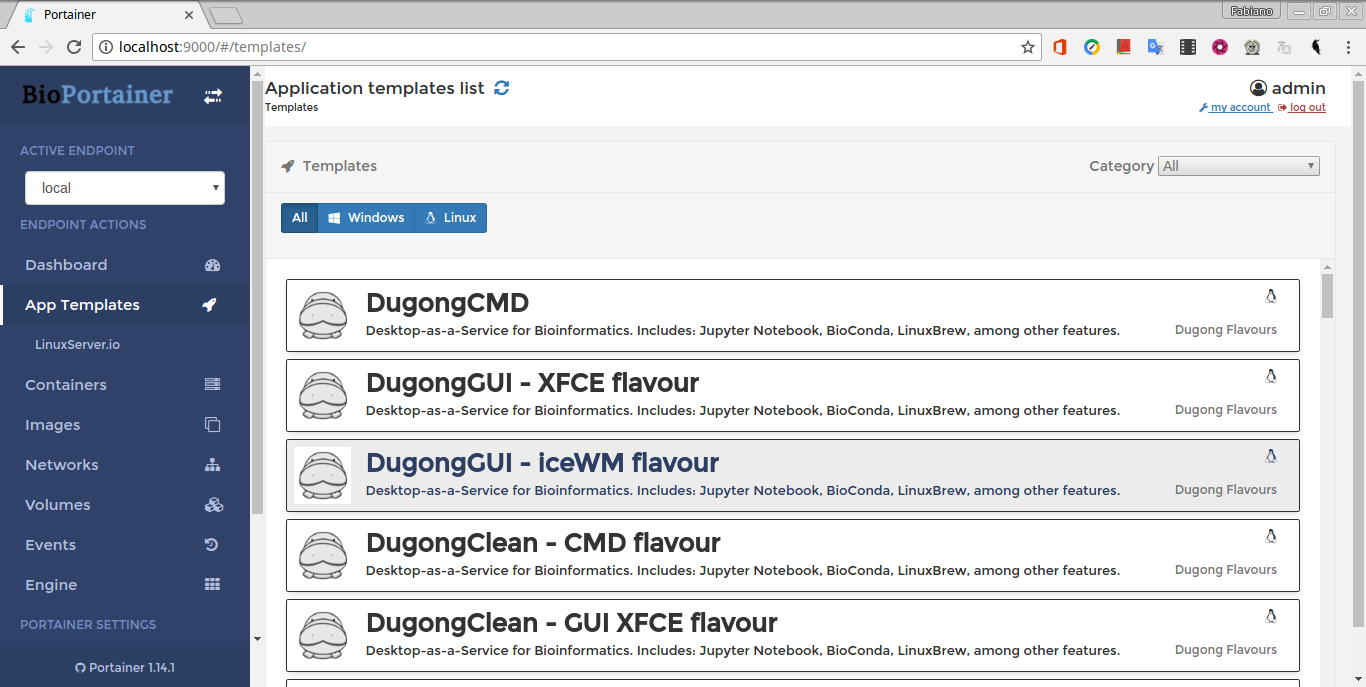 Portainer
Fabiano
localhost:9000/#/templates/
BioPortainer
ACTIVE ENDPOINT
local
ENDPOINT ACTIONS
Dashboard
App Templates
LinuxServer.io
Containers
Images
Networks
Volumes
Events
Engine
PORTAINER SETTINGS
Portainer 1.14.1
Application templates list
Templates
admin
my account log out
Templates
Category All
All Windows Linux
DugongCMD
Desktop-as-a-Service for Bioinformatics. Includes: Jupyter Notebook, BioConda, LinuxBrew, among other features.
Dugong Flavours
DugongGUI - XFCE flavour
Desktop-as-a-Service for Bioinformatics. Includes: Jupyter Notebook, BioConda, LinuxBrew, among other features.
Dugong Flavours
DugongGUI - iceWM flavour
Desktop-as-a-Service for Bioinformatics. Includes: Jupyter Notebook, BioConda, LinuxBrew, among other features.
Dugong Flavours
DugongClean - CMD flavour
Desktop-as-a-Service for Bioinformatics. Includes: Jupyter Notebook, BioConda, LinuxBrew, among other features.
Dugong Flavours
DugongClean - GUI XFCE flavour
Desktop-as-a-Service for Bioinformatics. Includes: Jupyter Notebook, BioConda, LinuxBrew, among other features.
Dugong Flavours